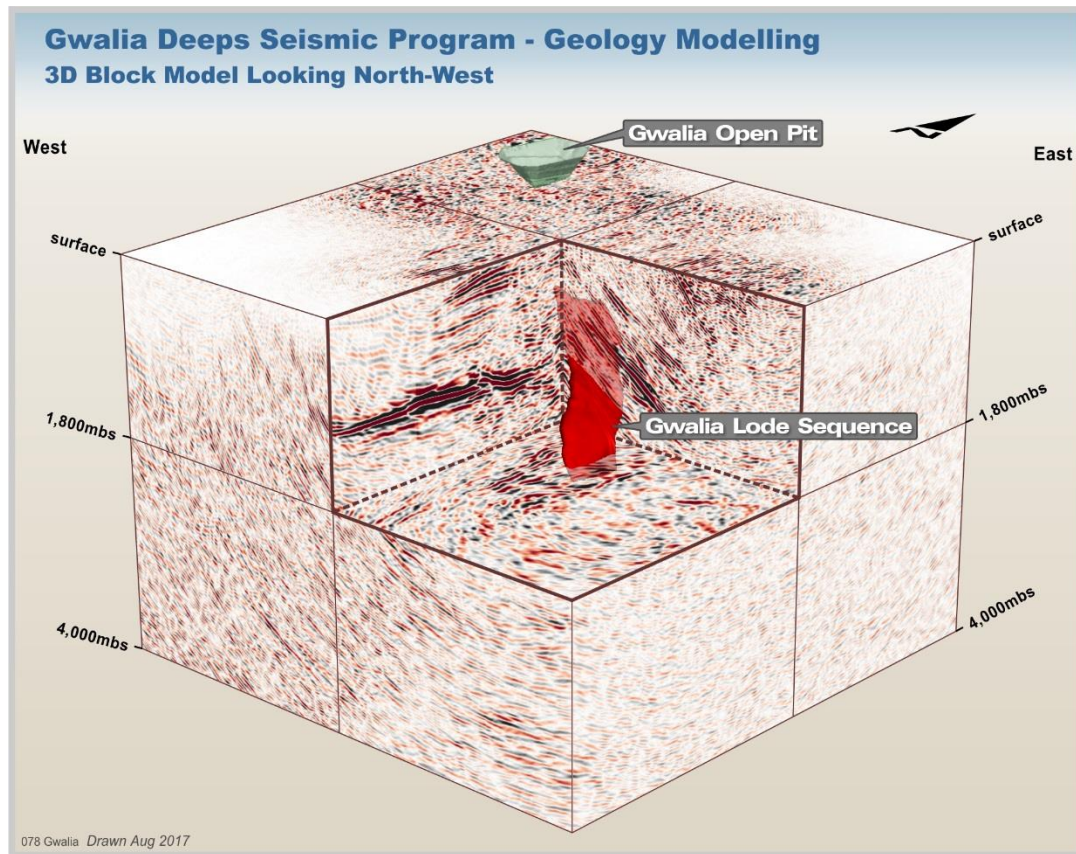 Gwalia Deeps Seismic Program - Geology Modelling
3D Block Model Looking North-West
Gwalia Open Pit
West
East
surface
surface
Gwalia Lode Sequence
1,800mbs
1,800mbs
4,000mbs
4,000mbs
078 Gwalia Drawn Aug 2017